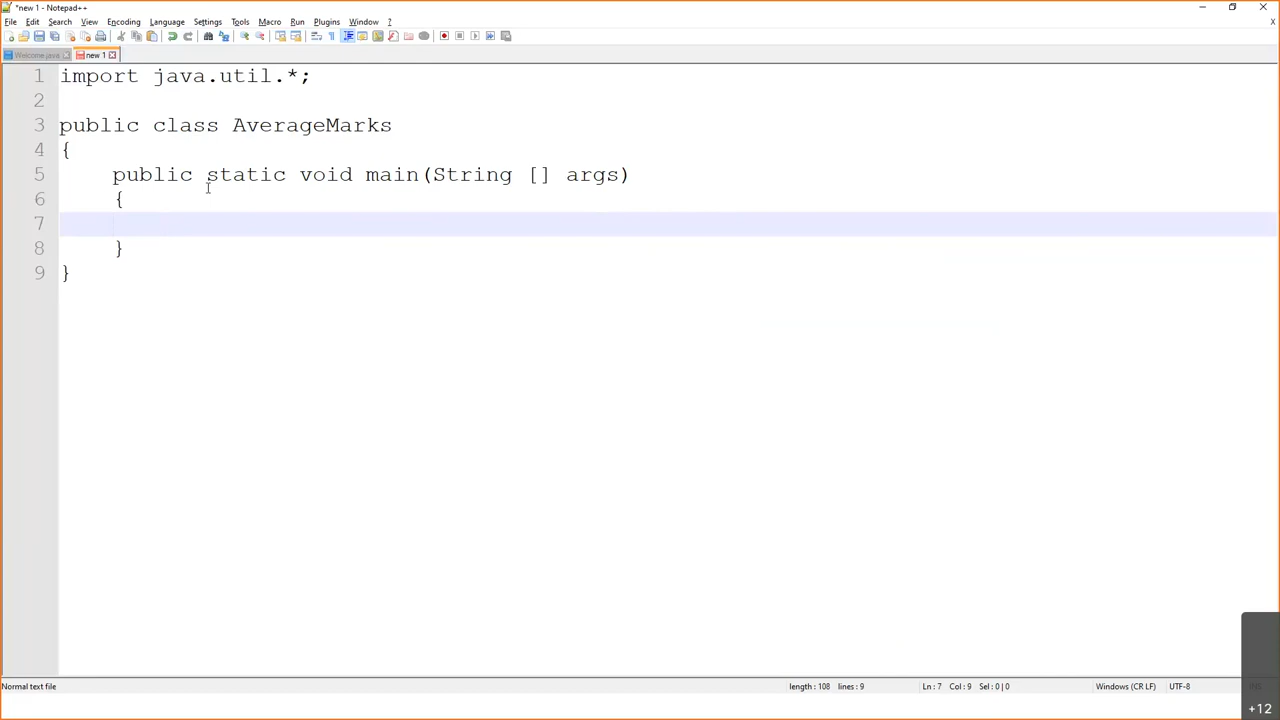 *new 1 - Notepad++
File Edit Search View Encoding Language Settings Tools Macro Run Plugins Window ?
X
Welcome.java new 1
1 import java.util.*;
2
3 public class AverageMarks
4 {
5 public static void main(String [] args)
6 {
7
8 }
9 }
Normal text file length : 108 lines : 9 Ln : 7 Col : 9 Sel : 0 | 0 Windows (CR LF) UTF-8
+12